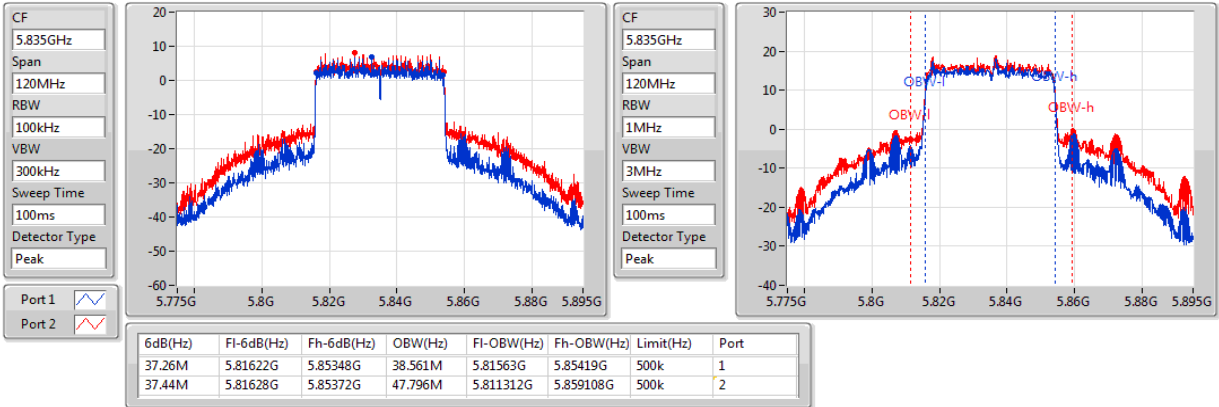 CF
5.835GHz
Span
120MHz
RBW
100kHz
VBW
300kHz
Sweep Time
100ms
Detector Type
Peak
Port 1
Port 2
20
10
0
-10
-20
-30
-40
-50
-60
5.775G 5.8G 5.82G 5.84G 5.86G 5.88G 5.895G
CF
5.835GHz
Span
120MHz
RBW
1MHz
VBW
3MHz
Sweep Time
100ms
Detector Type
Peak
30
20
10
0
-10
-20
-30
-40
OBW-l OBW-h
OBW-l OBW-h
5.775G 5.8G 5.82G 5.84G 5.86G 5.88G 5.895G
6dB(Hz) Fl-6dB(Hz) Fh-6dB(Hz) OBW(Hz) Fl-OBW(Hz) Fh-OBW(Hz) Limit(Hz) Port
37.26M 5.81622G 5.85348G 38.561M 5.81563G 5.85419G 500k 1
37.44M 5.81628G 5.85372G 47.796M 5.811312G 5.859108G 500k 2